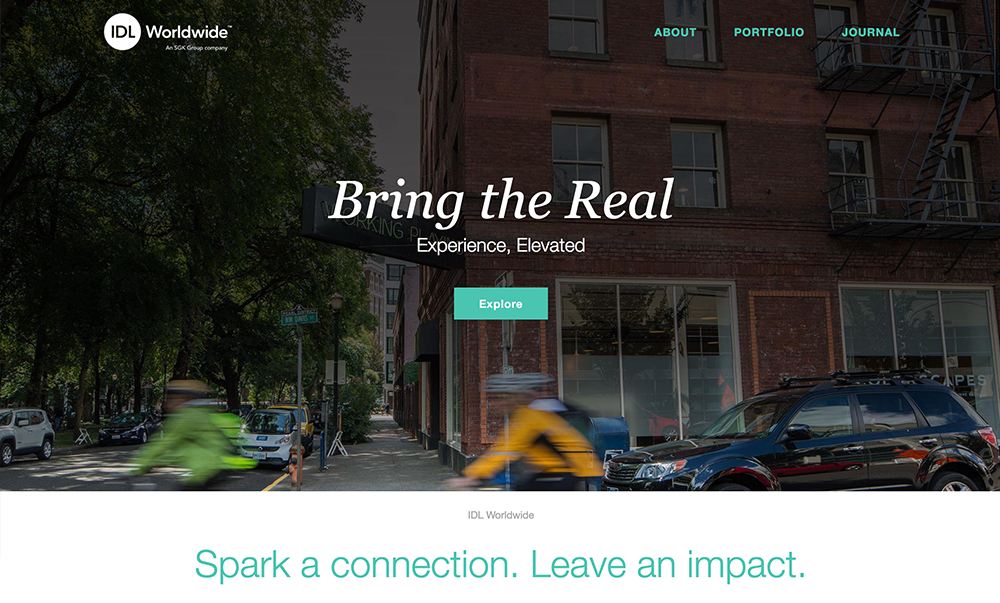 IDL Worldwide™
An SGK Group company
ABOUT PORTFOLIO JOURNAL
Bring the Real
WORKING
Experience, Elevated
Explore
IDL Worldwide
Spark a connection. Leave an impact.